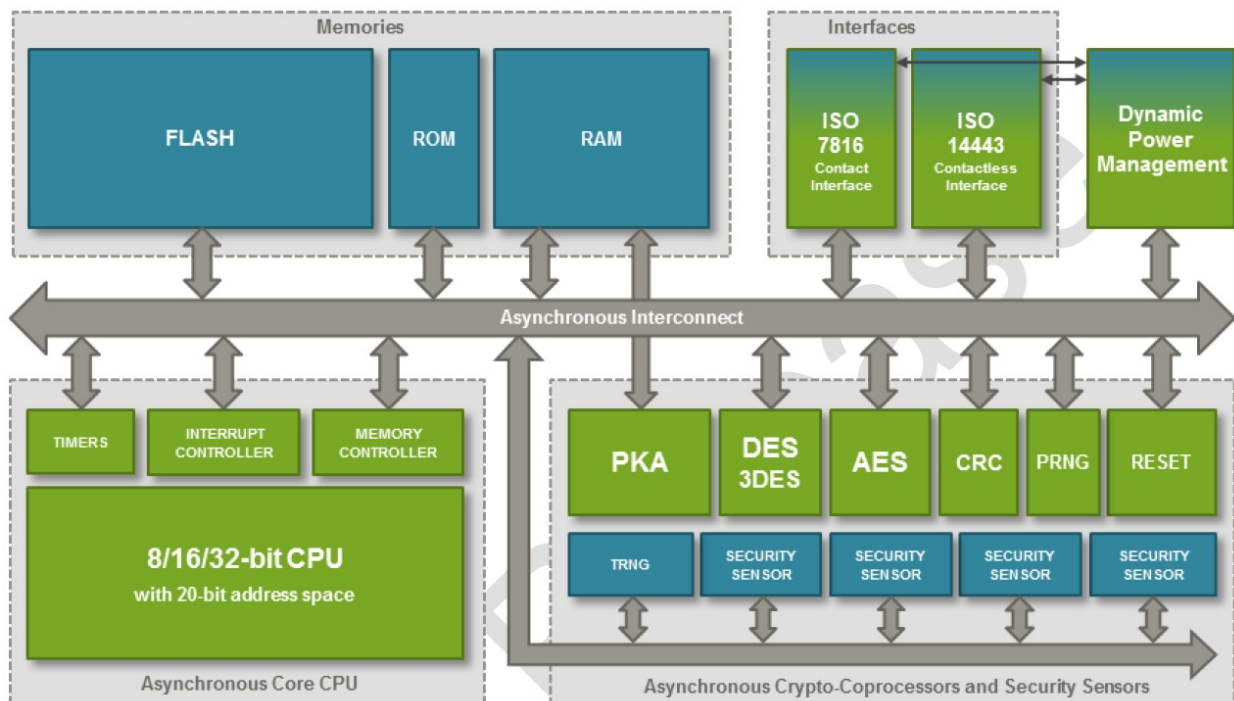 Memories
FLASH
ROM
RAM
Interfaces
ISO
7816
Contact
Interface
ISO
14443
Contactless
Interface
Dynamic
Power
Management
Asynchronous Interconnect
TIMERS
INTERRUPT
CONTROLLER
MEMORY
CONTROLLER
8/16/32-bit CPU
with 20-bit address space
Asynchronous Core CPU
PKA
DES
3DES
AES
CRC
PRNG
RESET
TRNG
SECURITY
SENSOR
SECURITY
SENSOR
SECURITY
SENSOR
SECURITY
SENSOR
Asynchronous Crypto-Coprocessors and Security Sensors